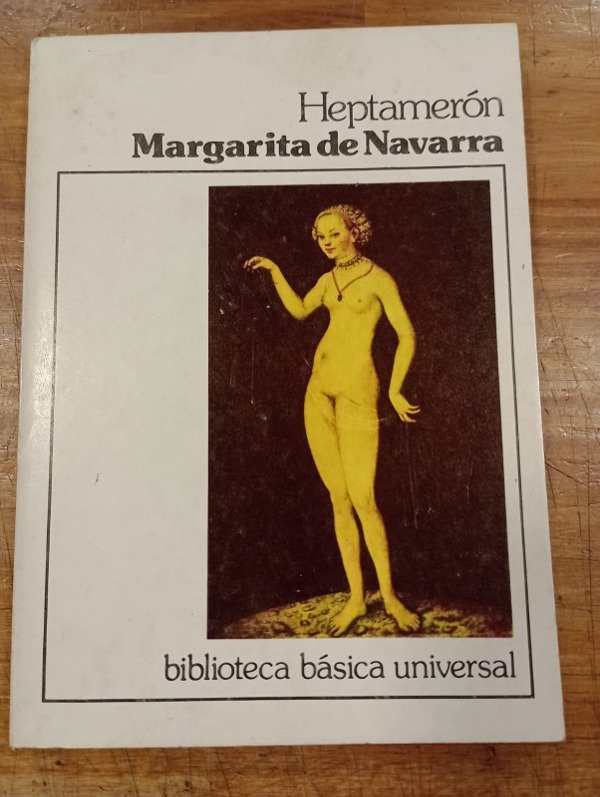 Heptamerón
Margarita de Navarra
biblioteca básica universal